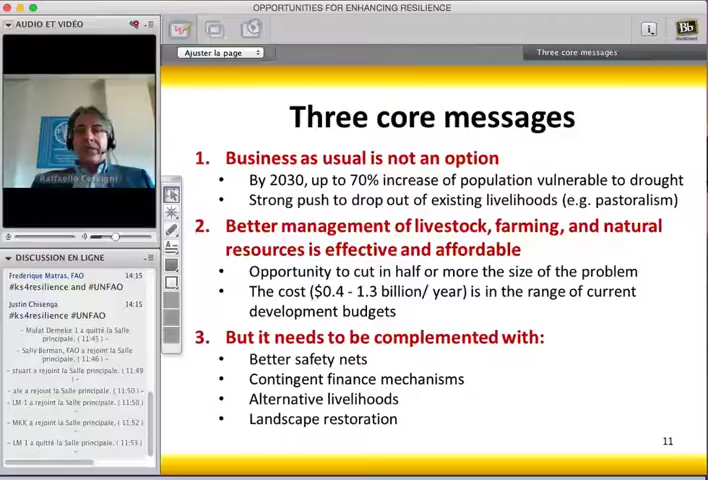 OPPORTUNITIES FOR ENHANCING RESILIENCE
AUDIO ET VIDÉO
Raffaello Cervigni
DISCUSSION EN LIGNE
Frederique Matras, FAO 14:15
#ks4resilience and #UNFAO
Justin Chisenga 14:15
#ks4resilience #UNFAO
- Mulat Demeke 1 a quitté la Salle
principale. ( 11:45 ) -
- Sally Berman, FAO a rejoint la Salle
principale. ( 11:46 ) -
- stuart a rejoint la Salle principale. ( 11:49
) -
- ale a rejoint la Salle principale. ( 11:50 ) -
- LM 1 a rejoint la Salle principale. ( 11:50
) -
- MKK a rejoint la Salle principale. ( 11:52
) -
- LM 1 a quitté la Salle principale. ( 11:53
) -
Ajuster la page
Bb
Three core messages
Three core messages
1. Business as usual is not an option
• By 2030, up to 70% increase of population vulnerable to drought
• Strong push to drop out of existing livelihoods (e.g. pastoralism)
2. Better management of livestock, farming, and natural
resources is effective and affordable
• Opportunity to cut in half or more the size of the problem
• The cost ($0.4 - 1.3 billion/ year) is in the range of current
development budgets
3. But it needs to be complemented with:
• Better safety nets
• Contingent finance mechanisms
• Alternative livelihoods
• Landscape restoration
11